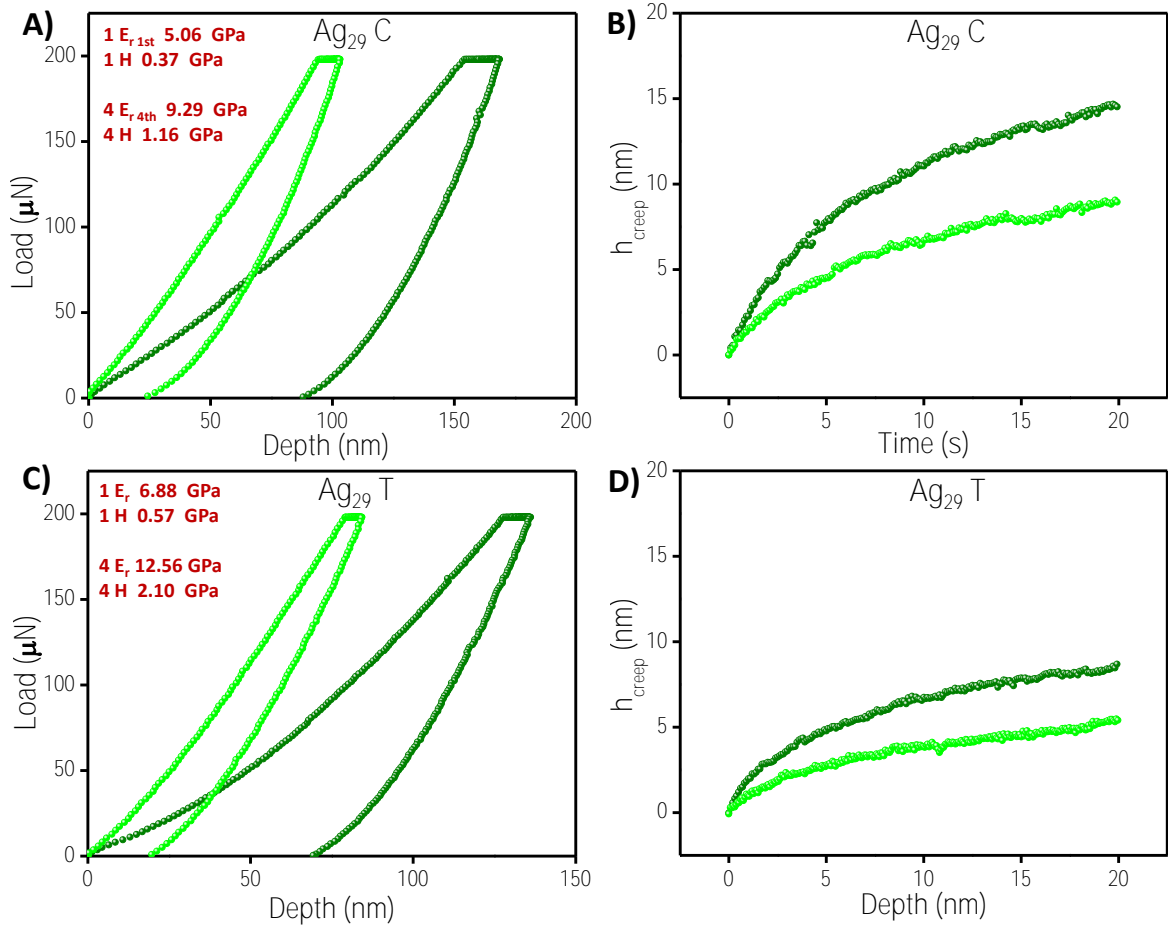 A)
Ag29 C
1 Er 1st 5.06 GPa
1 H 0.37 GPa
4 Er 4th 9.29 GPa
4 H 1.16 GPa
200
150
100
50
0
Load (μN)
0 50 100 150 200
Depth (nm)
B)
Ag29 C
20
15
10
5
0
hcreep (nm)
0 5 10 15 20
Time (s)
C)
Ag29 T
1 Er 6.88 GPa
1 H 0.57 GPa
4 Er 12.56 GPa
4 H 2.10 GPa
200
150
100
50
0
Load (μN)
0 50 100 150
Depth (nm)
D)
Ag29 T
20
15
10
5
0
hcreep (nm)
0 5 10 15 20
Depth (nm)